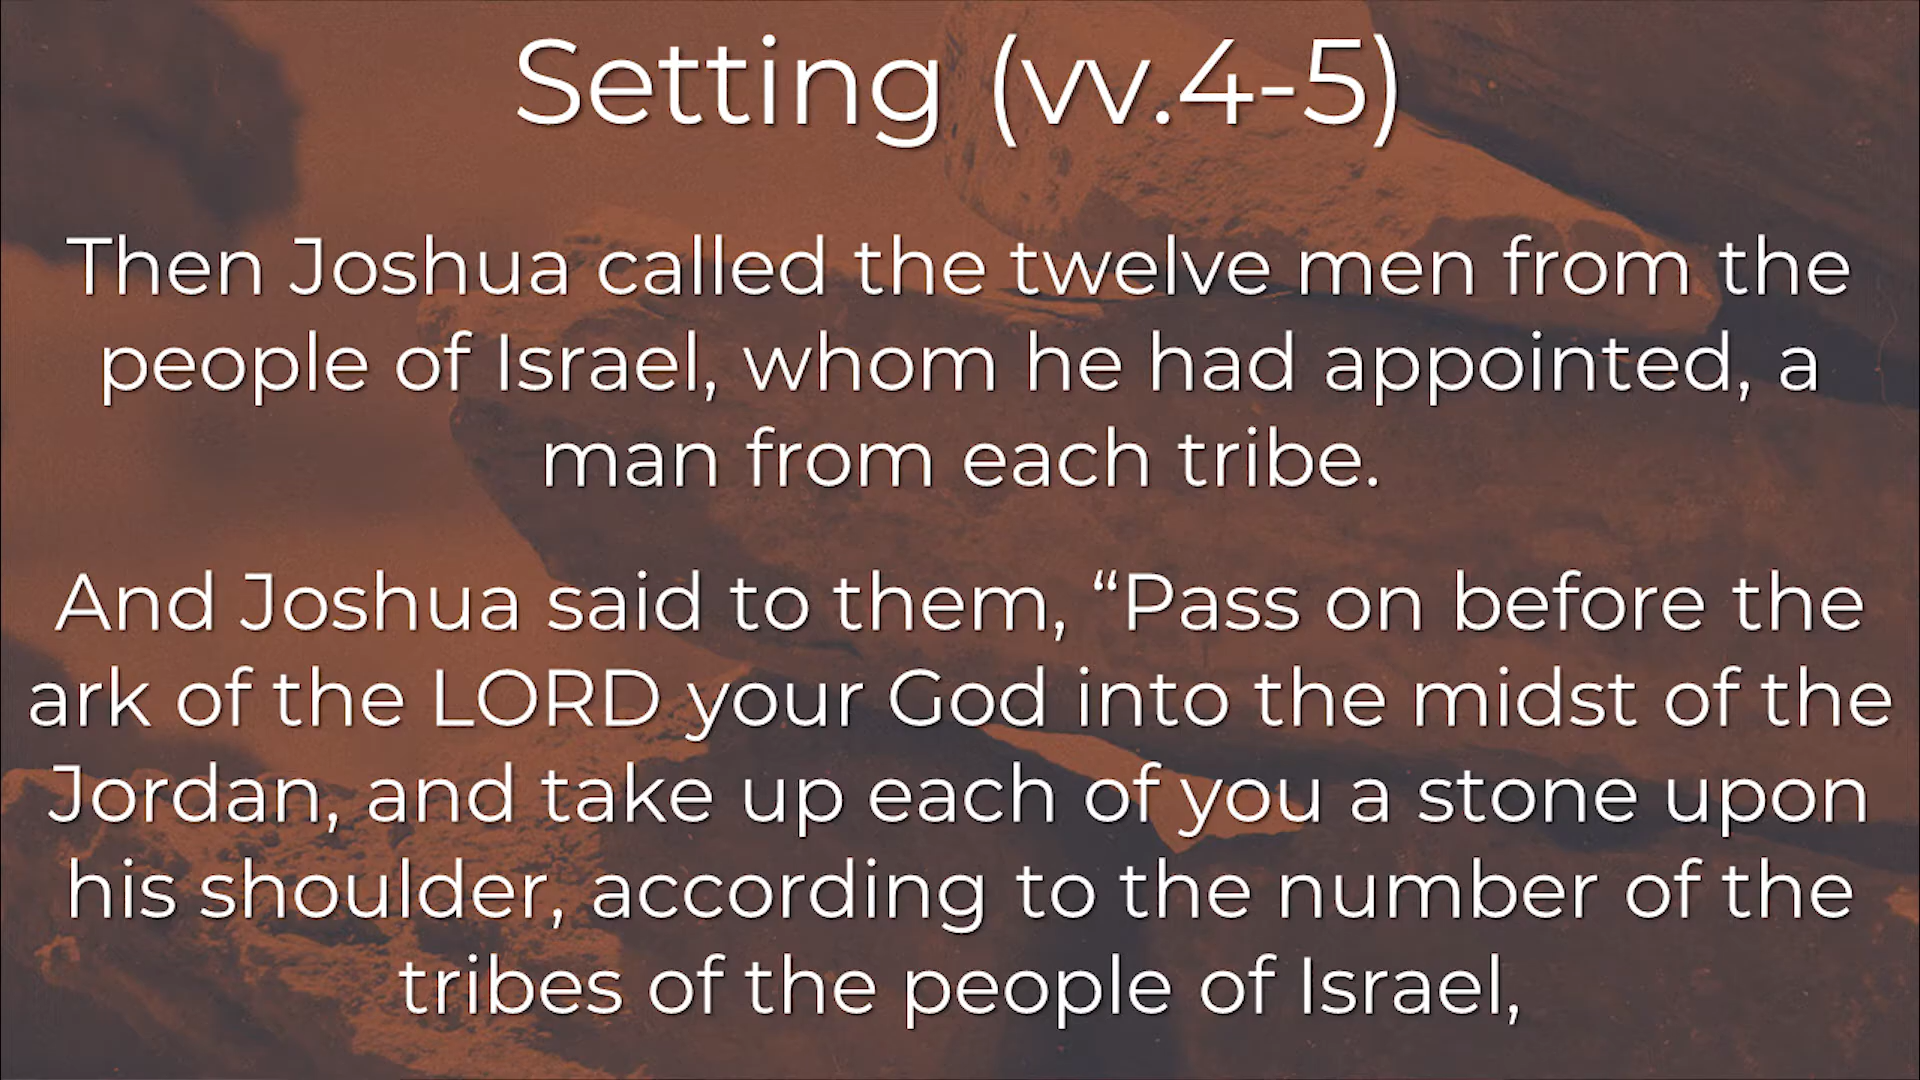 Setting (vv.4-5)
Then Joshua called the twelve men from the
people of Israel, whom he had appointed, a
man from each tribe.
And Joshua said to them, “Pass on before the
ark of the LORD your God into the midst of the
Jordan, and take up each of you a stone upon
his shoulder, according to the number of the
tribes of the people of Israel,